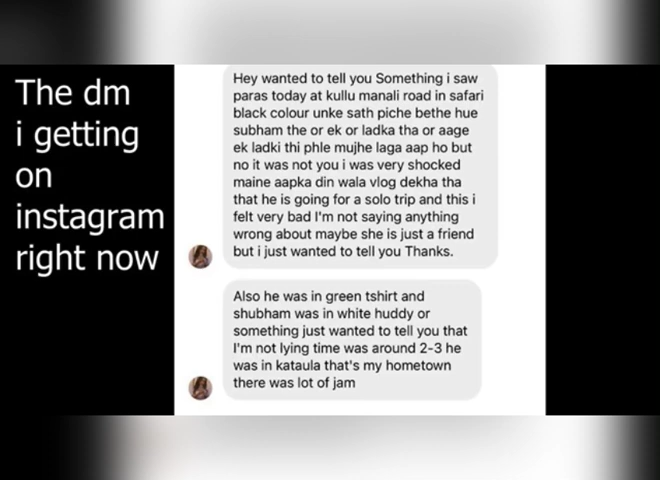 The dm
i getting
on
instagram
right now
Hey wanted to tell you Something i saw
paras today at kullu manali road in safari
black colour unke sath piche bethe hue
subham the or ek or ladka tha or aage
ek ladki thi phle mujhe laga aap ho but
no it was not you i was very shocked
maine aapka din wala vlog dekha tha
that he is going for a solo trip and this i
felt very bad I'm not saying anything
wrong about maybe she is just a friend
but i just wanted to tell you Thanks.
Also he was in green tshirt and
shubham was in white huddy or
something just wanted to tell you that
I'm not lying time was around 2-3 he
was in kataula that's my hometown
there was lot of jam